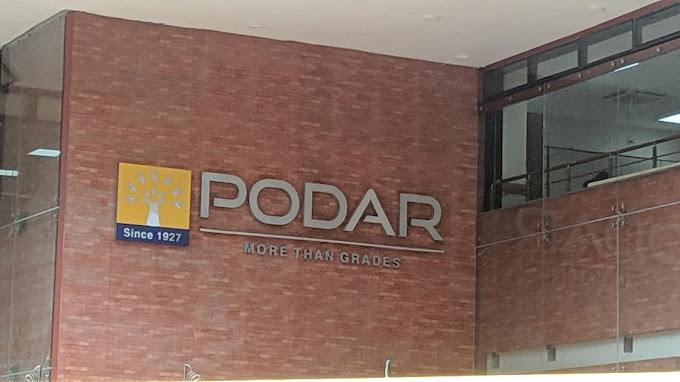 PODAR
Since 1927
MORE THAN GRADES